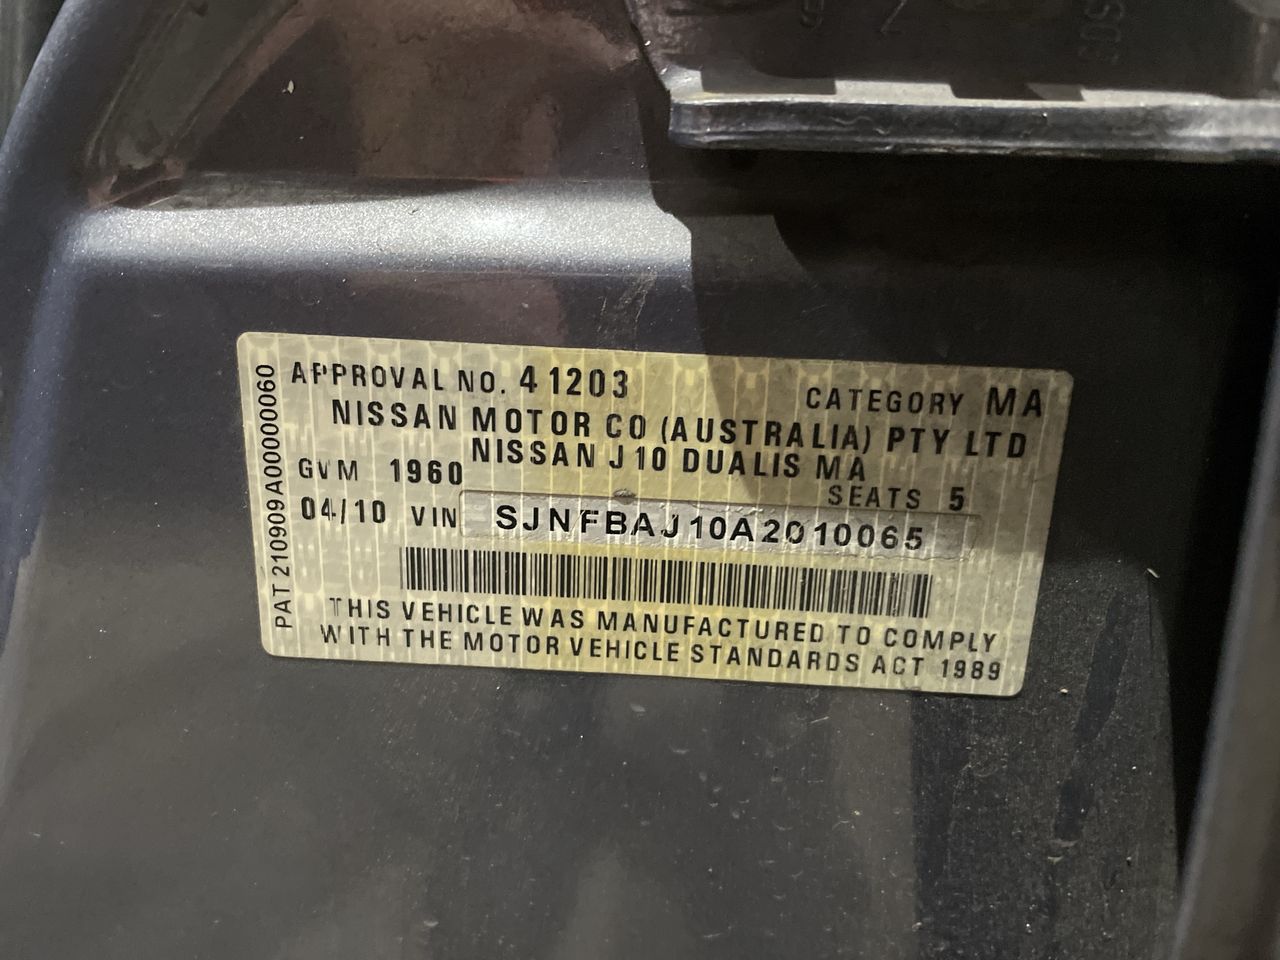 APPROVAL NO. 41203 CATEGORY MA
NISSAN MOTOR CO (AUSTRALIA) PTY LTD
NISSAN J10 DUALIS MA
GVM 1960 SEATS 5
04/10 VIN SJNFBAJ10A2010065
THIS VEHICLE WAS MANUFACTURED TO COMPLY
WITH THE MOTOR VEHICLE STANDARDS ACT 1989
PAT 210909A00000060